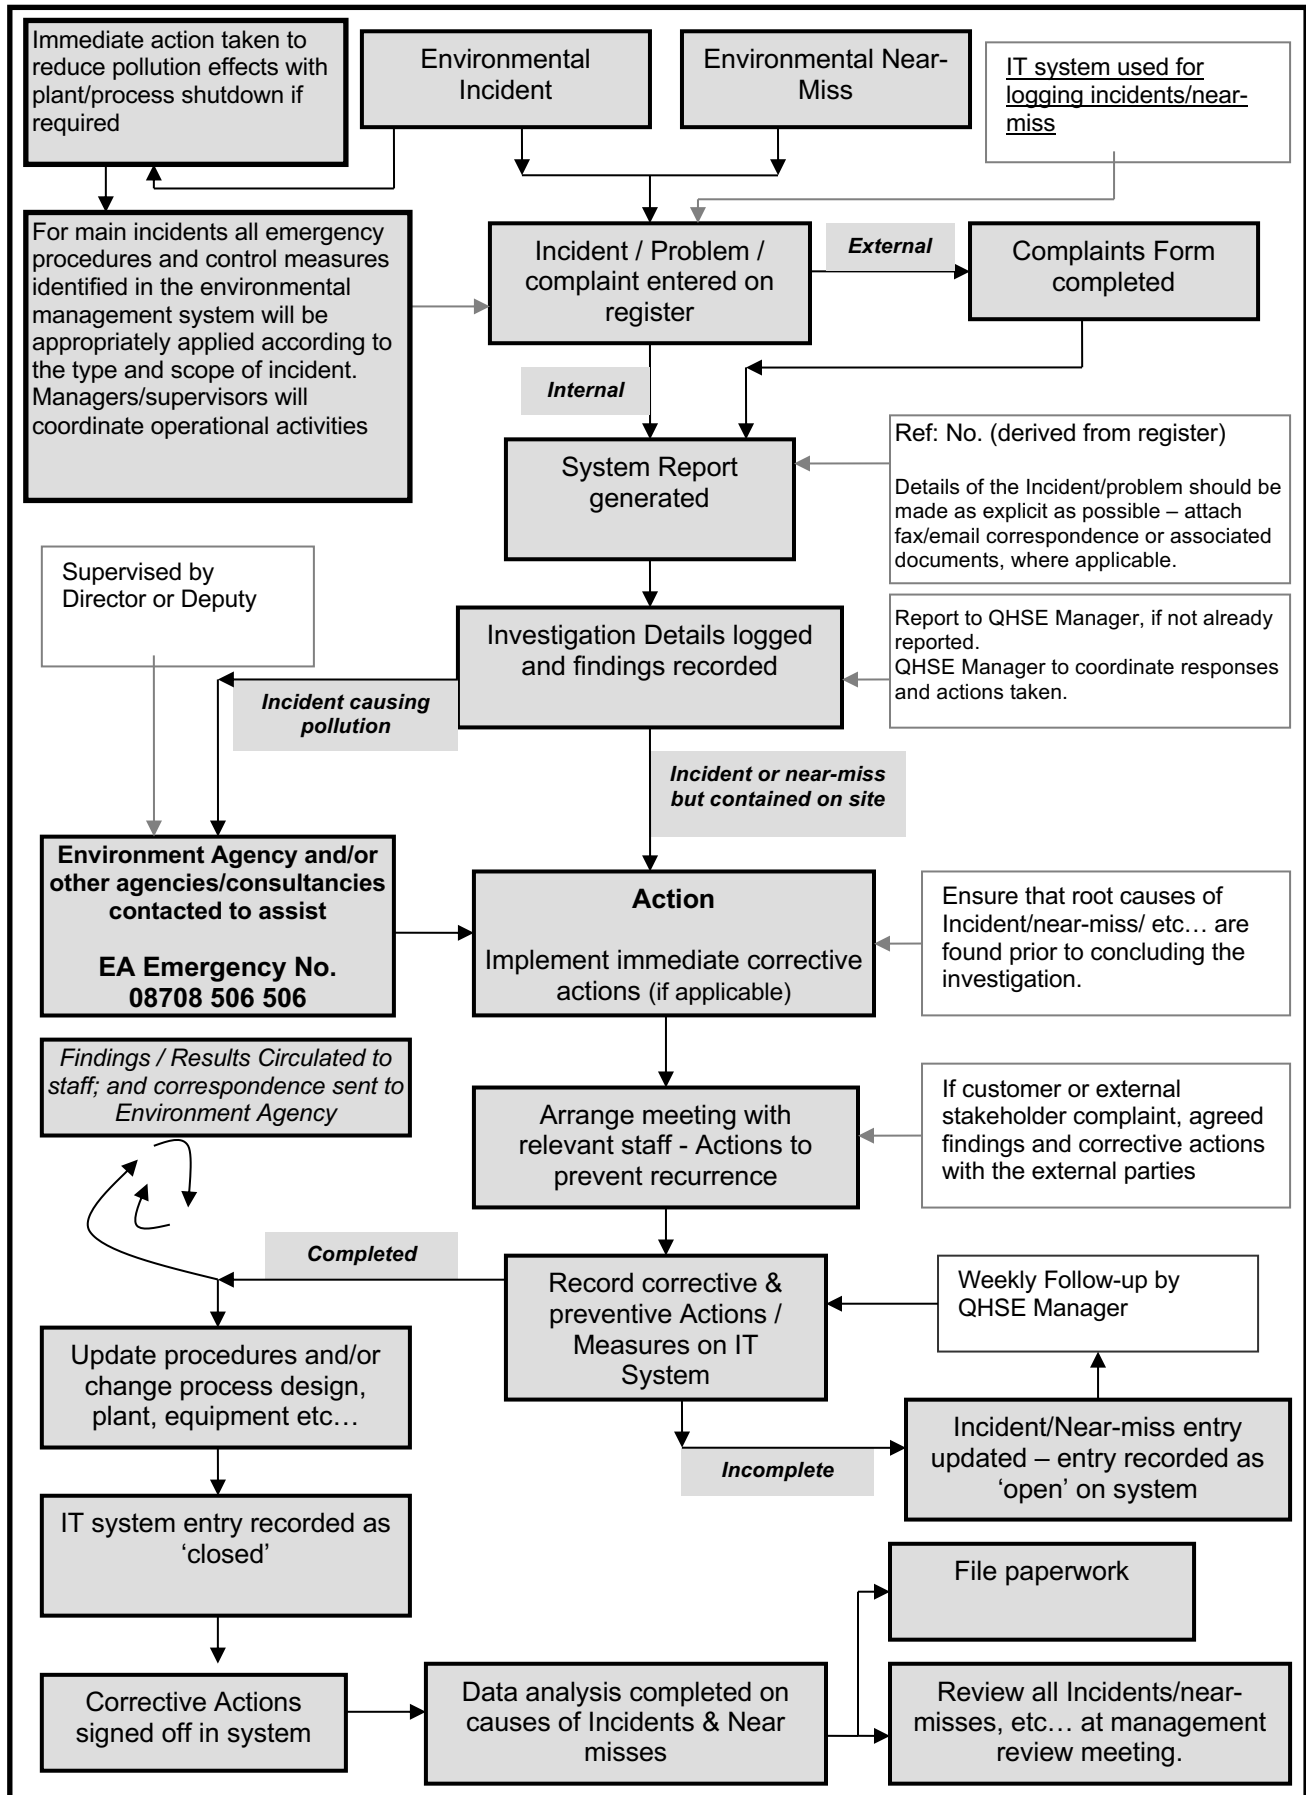 Immediate action taken to
reduce pollution effects with
plant/process shutdown if
required
Environmental
Incident
Environmental Near-
Miss
IT system used for
logging incidents/near-
miss
For main incidents all emergency
procedures and control measures
identified in the environmental
management system will be
appropriately applied according to
the type and scope of incident.
Managers/supervisors will
coordinate operational activities
Incident / Problem /
complaint entered on
register
External
Complaints Form
completed
Internal
System Report
generated
Ref: No. (derived from register)
Details of the Incident/problem should be
made as explicit as possible – attach
fax/email correspondence or associated
documents, where applicable.
Supervised by
Director or Deputy
Investigation Details logged
and findings recorded
Report to QHSE Manager, if not already
reported.
QHSE Manager to coordinate responses
and actions taken.
Incident causing
pollution
Incident or near-miss
but contained on site
Environment Agency and/or
other agencies/consultancies
contacted to assist
EA Emergency No.
08708 506 506
Action
Implement immediate corrective
actions (if applicable)
Ensure that root causes of
Incident/near-miss/ etc… are
found prior to concluding the
investigation.
Findings / Results Circulated to
staff; and correspondence sent to
Environment Agency
Arrange meeting with
relevant staff - Actions to
prevent recurrence
If customer or external
stakeholder complaint, agreed
findings and corrective actions
with the external parties
Completed
Record corrective &
preventive Actions /
Measures on IT
System
Weekly Follow-up by
QHSE Manager
Update procedures and/or
change process design,
plant, equipment etc…
Incomplete
Incident/Near-miss entry
updated – entry recorded as
‘open’ on system
IT system entry recorded as
‘closed’
File paperwork
Corrective Actions
signed off in system
Data analysis completed on
causes of Incidents & Near
misses
Review all Incidents/near-
misses, etc… at management
review meeting.